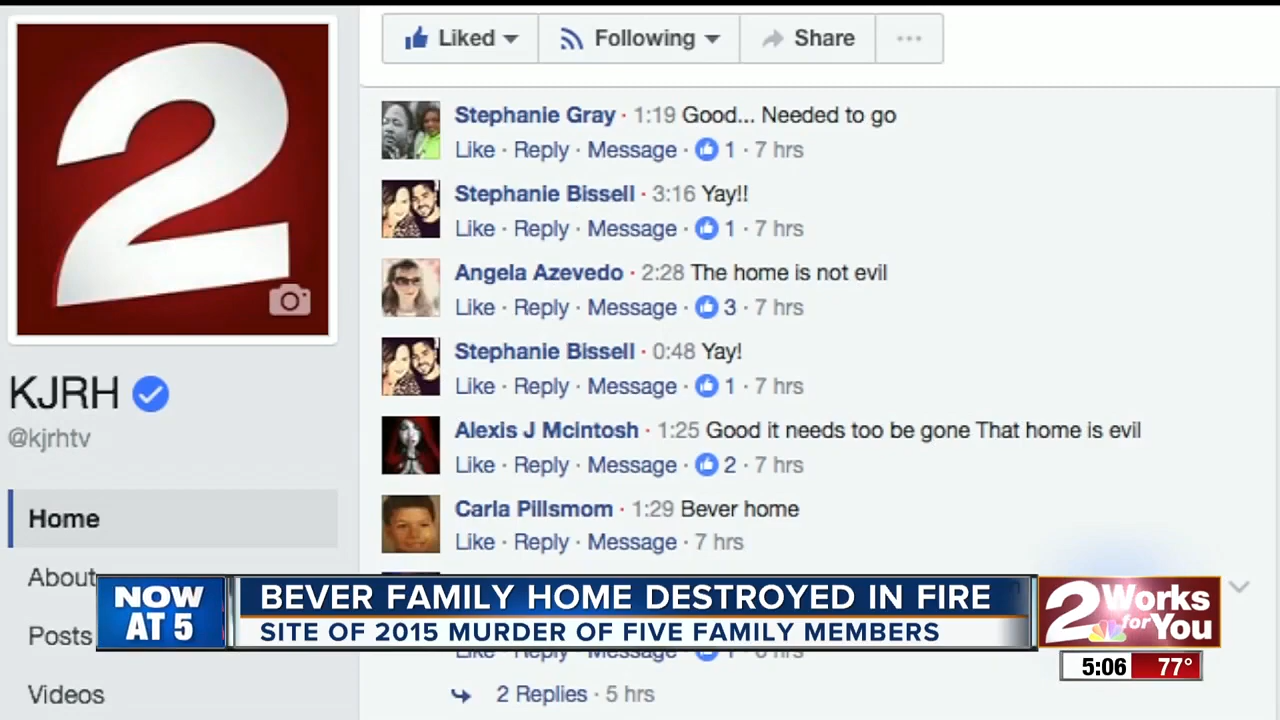 2
KJRH
@kjrhtv
Home
About
Posts
Videos
Liked
Following
Share
Stephanie Gray · 1:19 Good... Needed to go
Like · Reply · Message · 1 · 7 hrs
Stephanie Bissell · 3:16 Yay!!
Like · Reply · Message · 1 · 7 hrs
Angela Azevedo · 2:28 The home is not evil
Like · Reply · Message · 3 · 7 hrs
Stephanie Bissell · 0:48 Yay!
Like · Reply · Message · 1 · 7 hrs
Alexis J Mcintosh · 1:25 Good it needs too be gone That home is evil
Like · Reply · Message · 2 · 7 hrs
Carla Pillsmom · 1:29 Bever home
Like · Reply · Message · 7 hrs
Like · Reply · Message
2 Replies · 5 hrs
NOW
AT 5
BEVER FAMILY HOME DESTROYED IN FIRE
SITE OF 2015 MURDER OF FIVE FAMILY MEMBERS
2 Works
for You
5:06 77°